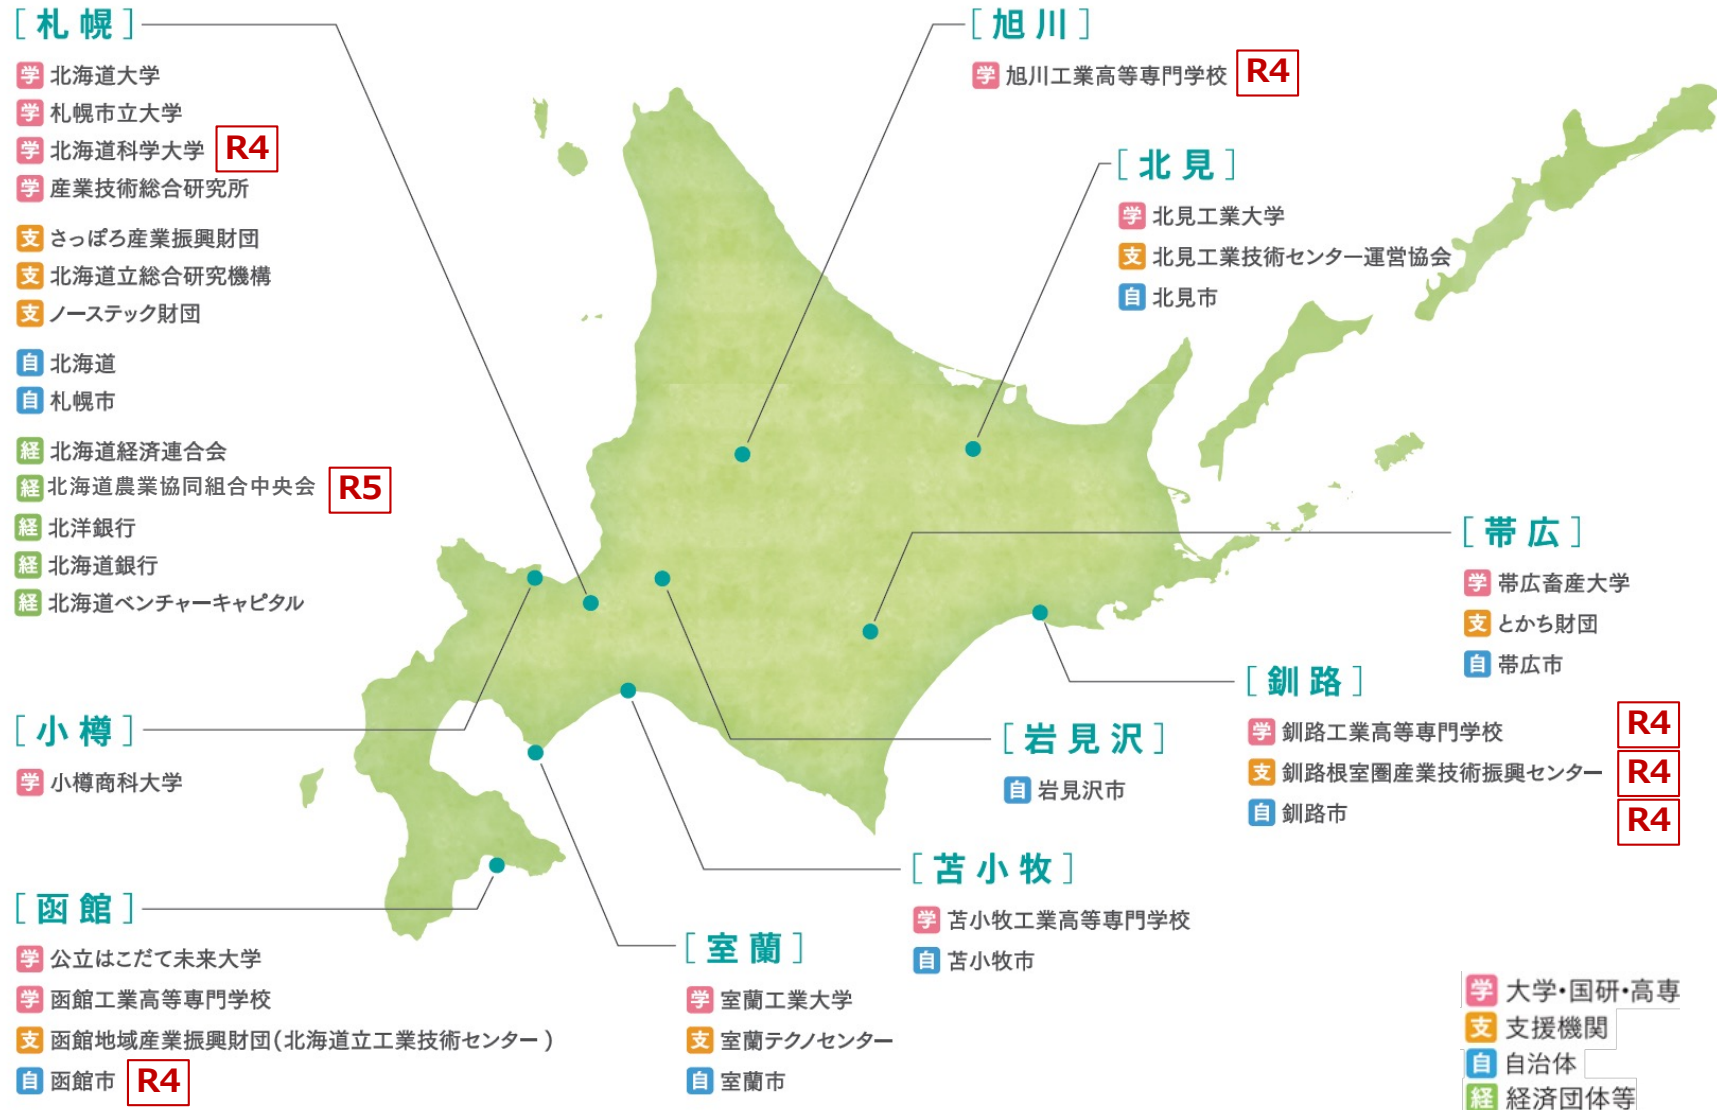 [札幌]
学 北海道大学
学 札幌市立大学
学 北海道科学大学 R4
学 産業技術総合研究所
支 さっぽろ産業振興財団
支 北海道立総合研究機構
支 ノーステック財団
自 北海道
自 札幌市
経 北海道経済連合会
経 北海道農業協同組合中央会 R5
経 北洋銀行
経 北海道銀行
経 北海道ベンチャーキャピタル
[小樽]
学 小樽商科大学
[函館]
学 公立はこだて未来大学
学 函館工業高等専門学校
支 函館地域産業振興財団(北海道立工業技術センター)
自 函館市 R4
[旭川]
学 旭川工業高等専門学校 R4
[北見]
学 北見工業大学
支 北見工業技術センター運営協会
自 北見市
[帯広]
学 帯広畜産大学
支 とかち財団
自 帯広市
[釧路]
学 釧路工業高等専門学校 R4
支 釧路根室圏産業技術振興センター R4
自 釧路市 R4
[岩見沢]
自 岩見沢市
[苫小牧]
学 苫小牧工業高等専門学校
自 苫小牧市
[室蘭]
学 室蘭工業大学
支 室蘭テクノセンター
自 室蘭市
学 大学・国研・高専
支 支援機関
自 自治体
経 経済団体等